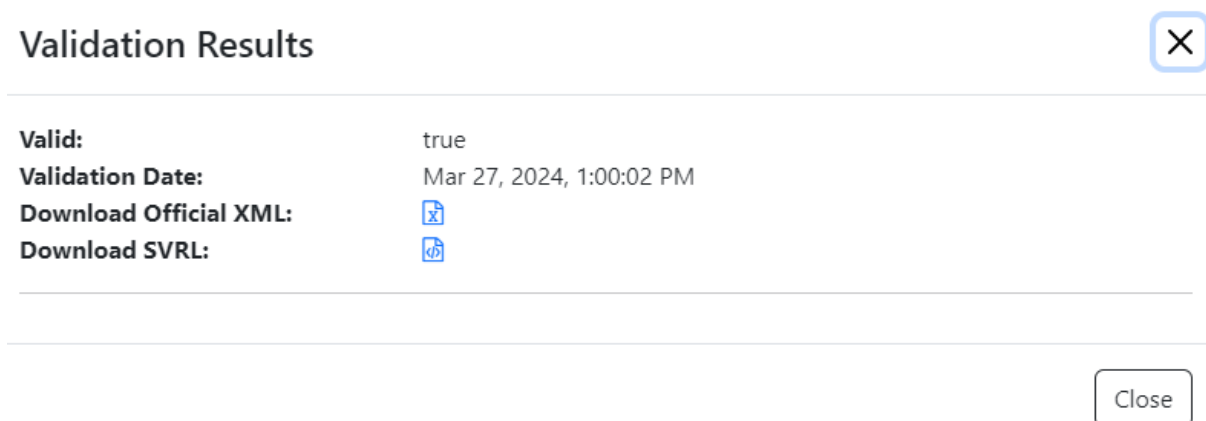 Validation Results
Valid: true
Validation Date: Mar 27, 2024, 1:00:02 PM
Download Official XML:
Download SVRL:
Close